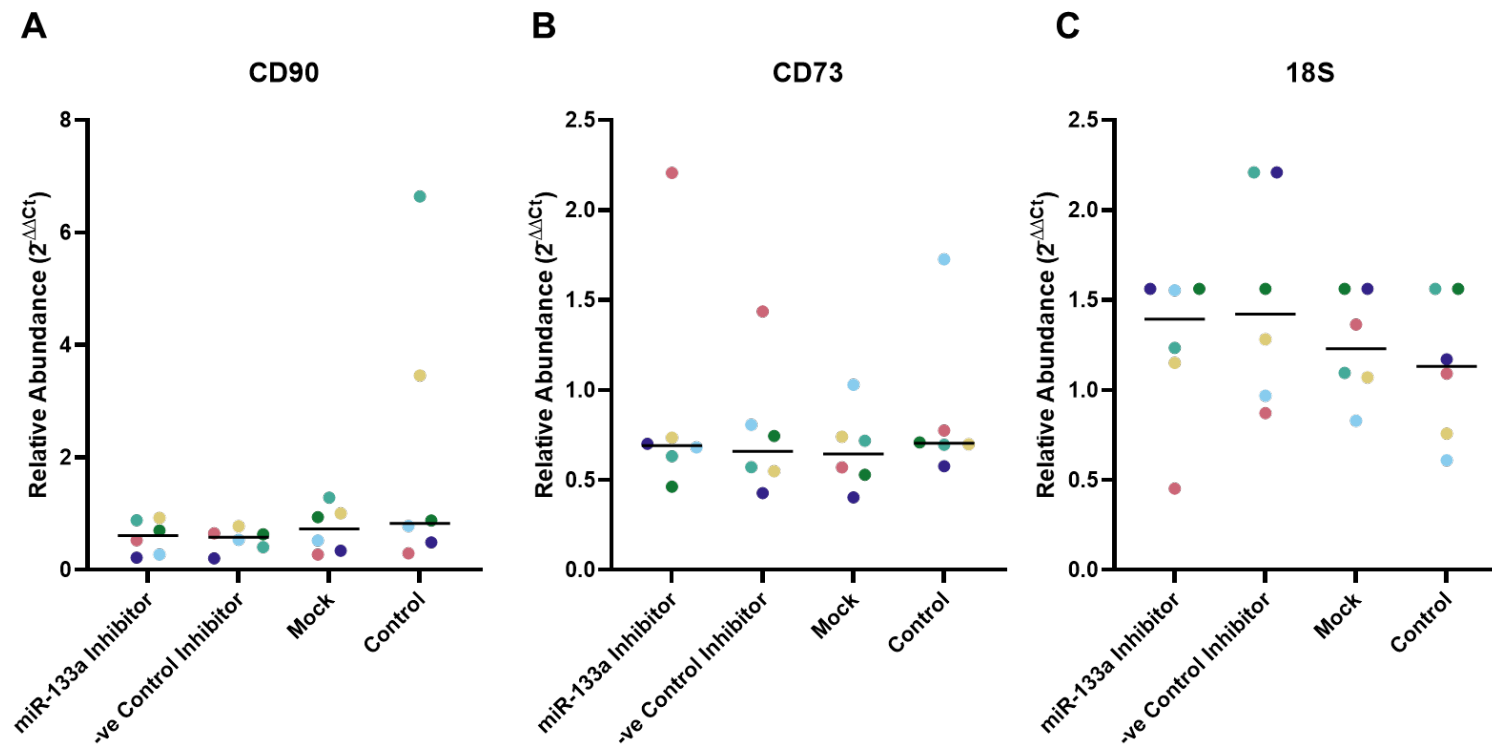 A
CD90
Relative Abundance (2^-ΔΔCt)
8
6
4
2
0
miR-133a Inhibitor
-ve Control Inhibitor
Mock
Control
B
CD73
Relative Abundance (2^-ΔΔCt)
2.5
2.0
1.5
1.0
0.5
0.0
miR-133a Inhibitor
-ve Control Inhibitor
Mock
Control
C
18S
Relative Abundance (2^-ΔΔCt)
2.5
2.0
1.5
1.0
0.5
0.0
miR-133a Inhibitor
-ve Control Inhibitor
Mock
Control